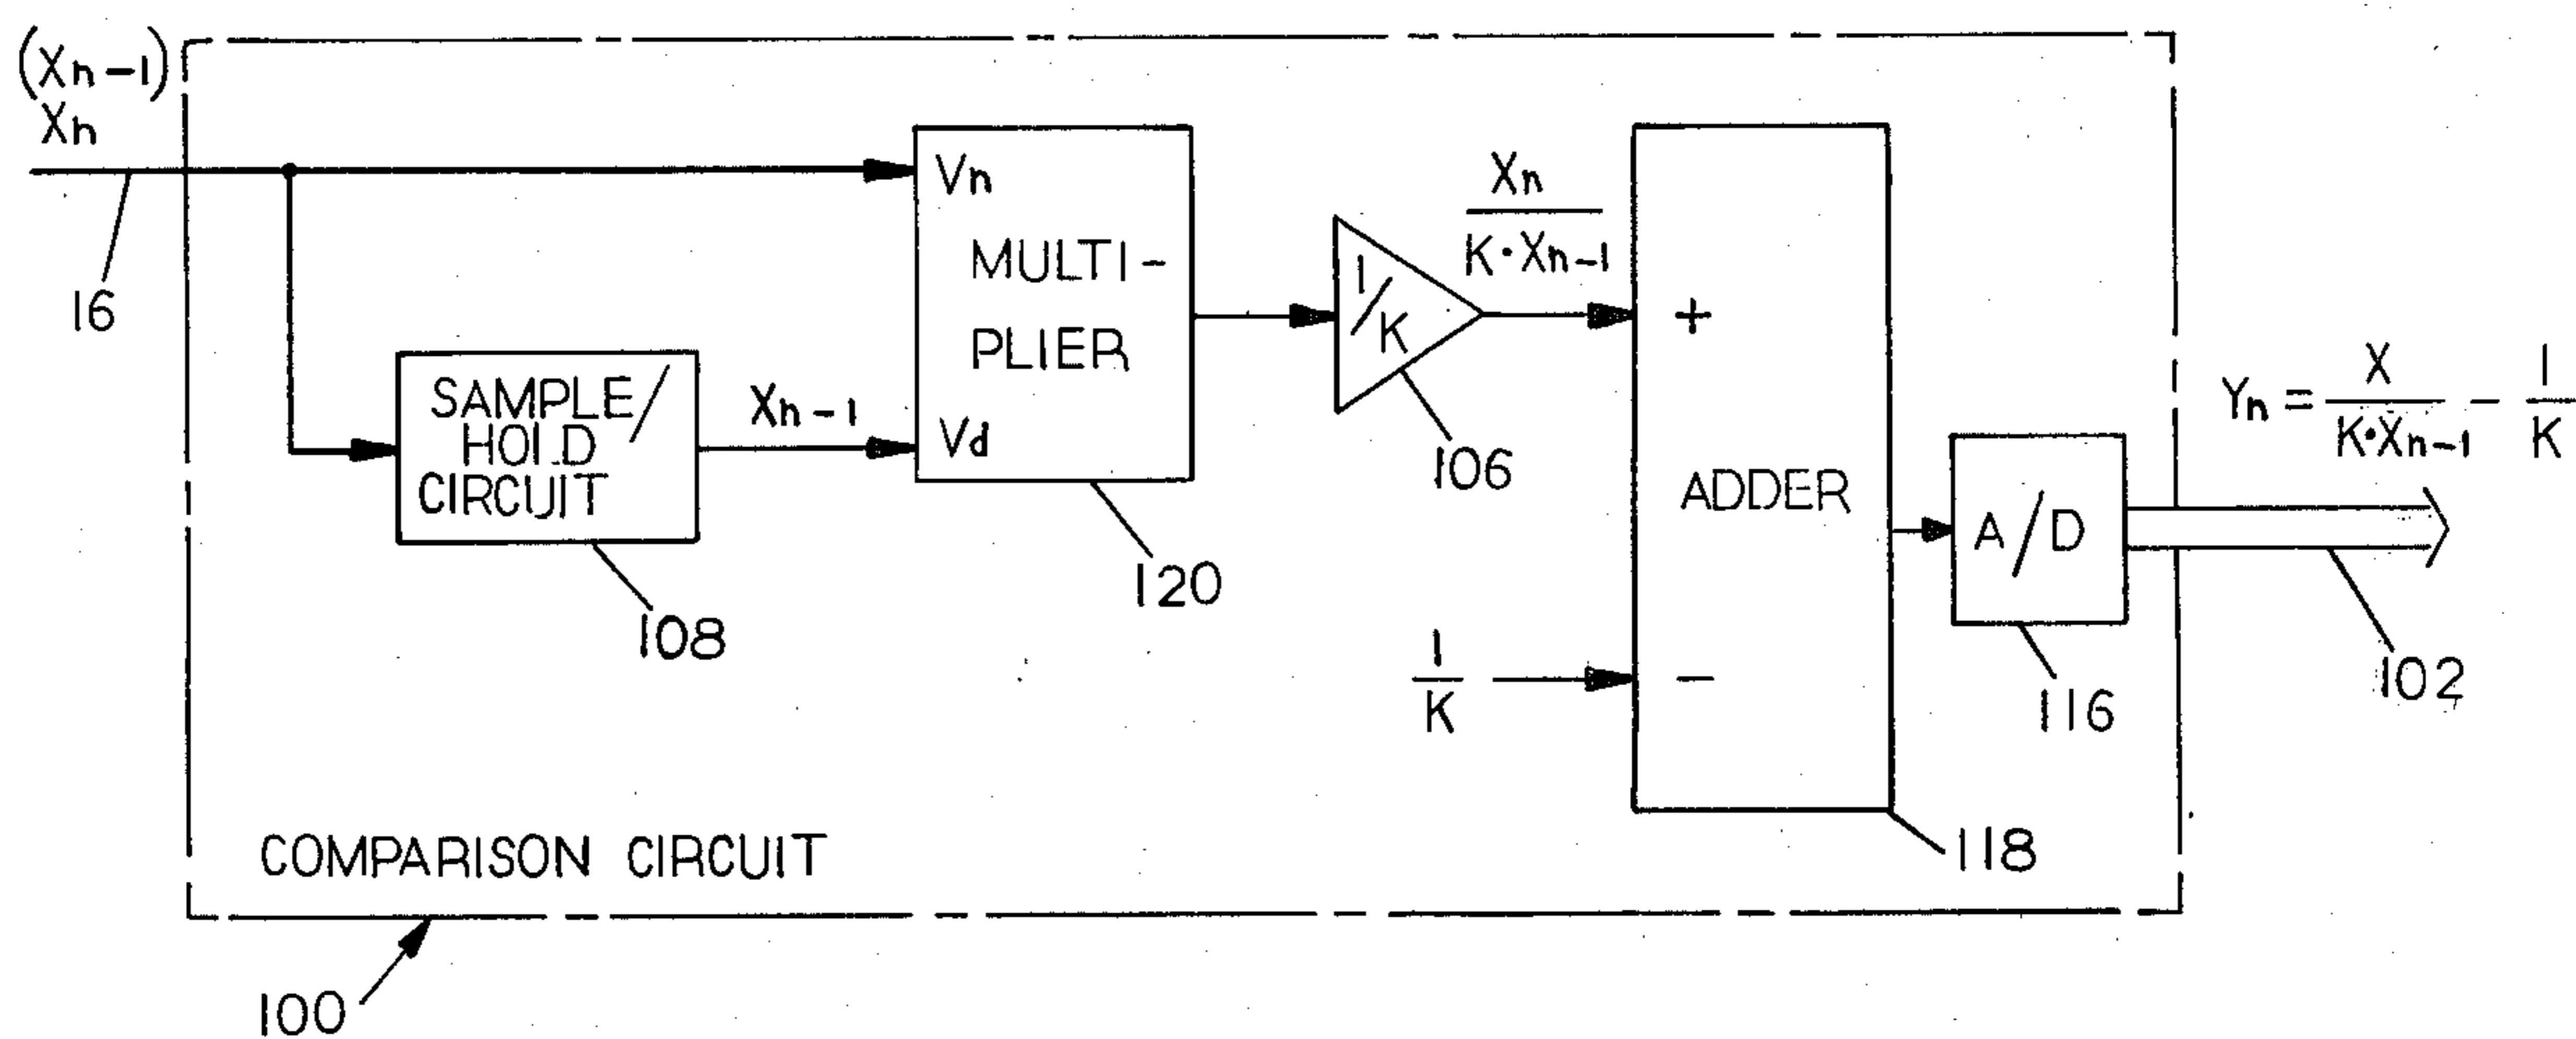 (Xn-1)
Xn
16
SAMPLE/
HOLD
CIRCUIT
108
Xn-1
Vn
MULTI-
PLIER
Vd
120
1/K
106
Xn
K·Xn-1
+
ADDER
1
K
-
118
A/D
116
Yn = X/K·Xn-1 - 1/K
102
COMPARISON CIRCUIT
100